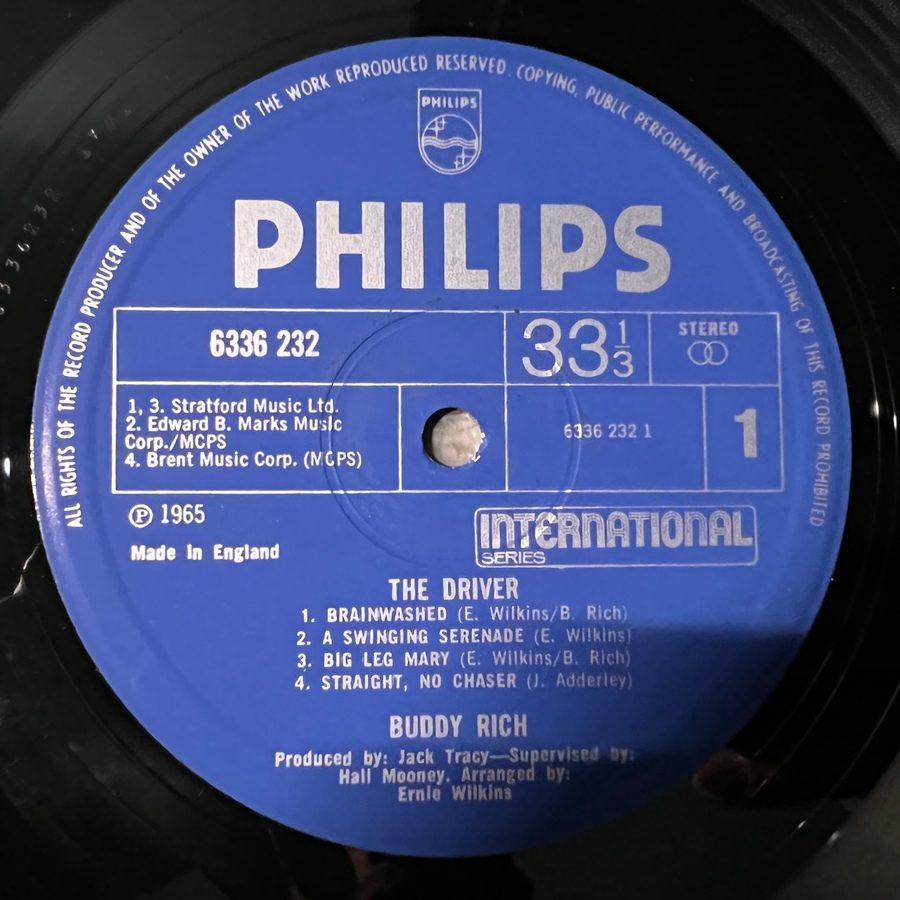 ALL RIGHTS OF THE RECORD PRODUCER AND OF THE OWNER OF THE WORK REPRODUCED RESERVED. COPYING, PUBLIC PERFORMANCE AND BROADCASTING OF THIS RECORD PROHIBITED
PHILIPS
PHILIPS
6336 232
33 1/3
STEREO
1, 3. Stratford Music Ltd.
2. Edward B. Marks Music
Corp./MCPS
4. Brent Music Corp. (MCPS)
6336 232 1
1
Ⓟ 1965
Made In England
INTERNATIONAL
SERIES
THE DRIVER
1. BRAINWASHED (E. Wilkins/B. Rich)
2. A SWINGING SERENADE (E. Wilkins)
3. BIG LEG MARY (E. Wilkins/B. Rich)
4. STRAIGHT, NO CHASER (J. Adderley)
BUDDY RICH
Produced by: Jack Tracy—Supervised by:
Hall Mooney. Arranged by:
Ernie Wilkins